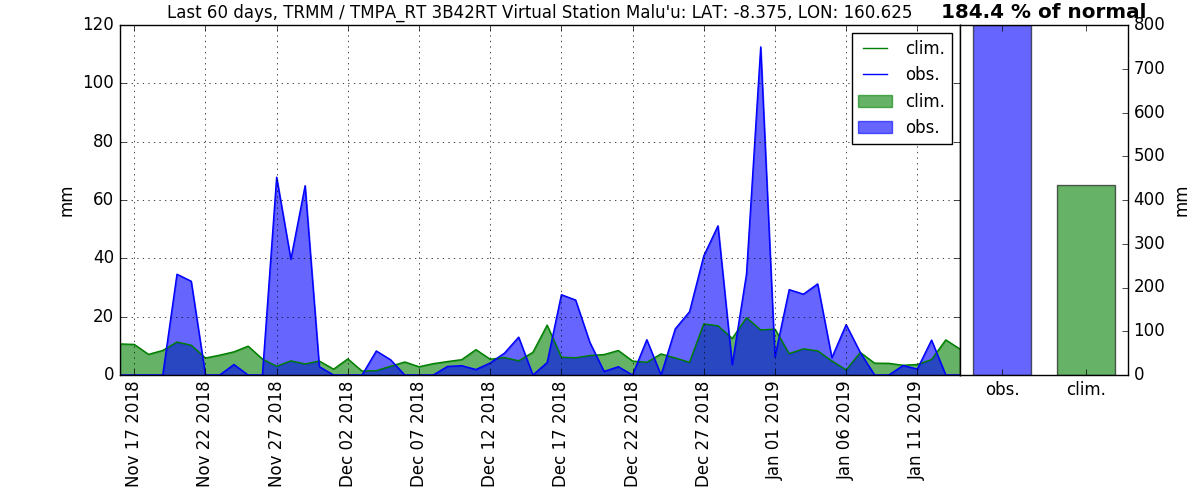 Last 60 days, TRMM / TMPA_RT 3B42RT Virtual Station Malu'u: LAT: -8.375, LON: 160.625
184.4 % of normal
120
100
80
60
40
20
0
mm
clim.
obs.
clim.
obs.
800
700
600
500
400
300
200
100
0
mm
Nov 17 2018
Nov 22 2018
Nov 27 2018
Dec 02 2018
Dec 07 2018
Dec 12 2018
Dec 17 2018
Dec 22 2018
Dec 27 2018
Jan 01 2019
Jan 06 2019
Jan 11 2019
obs.
clim.